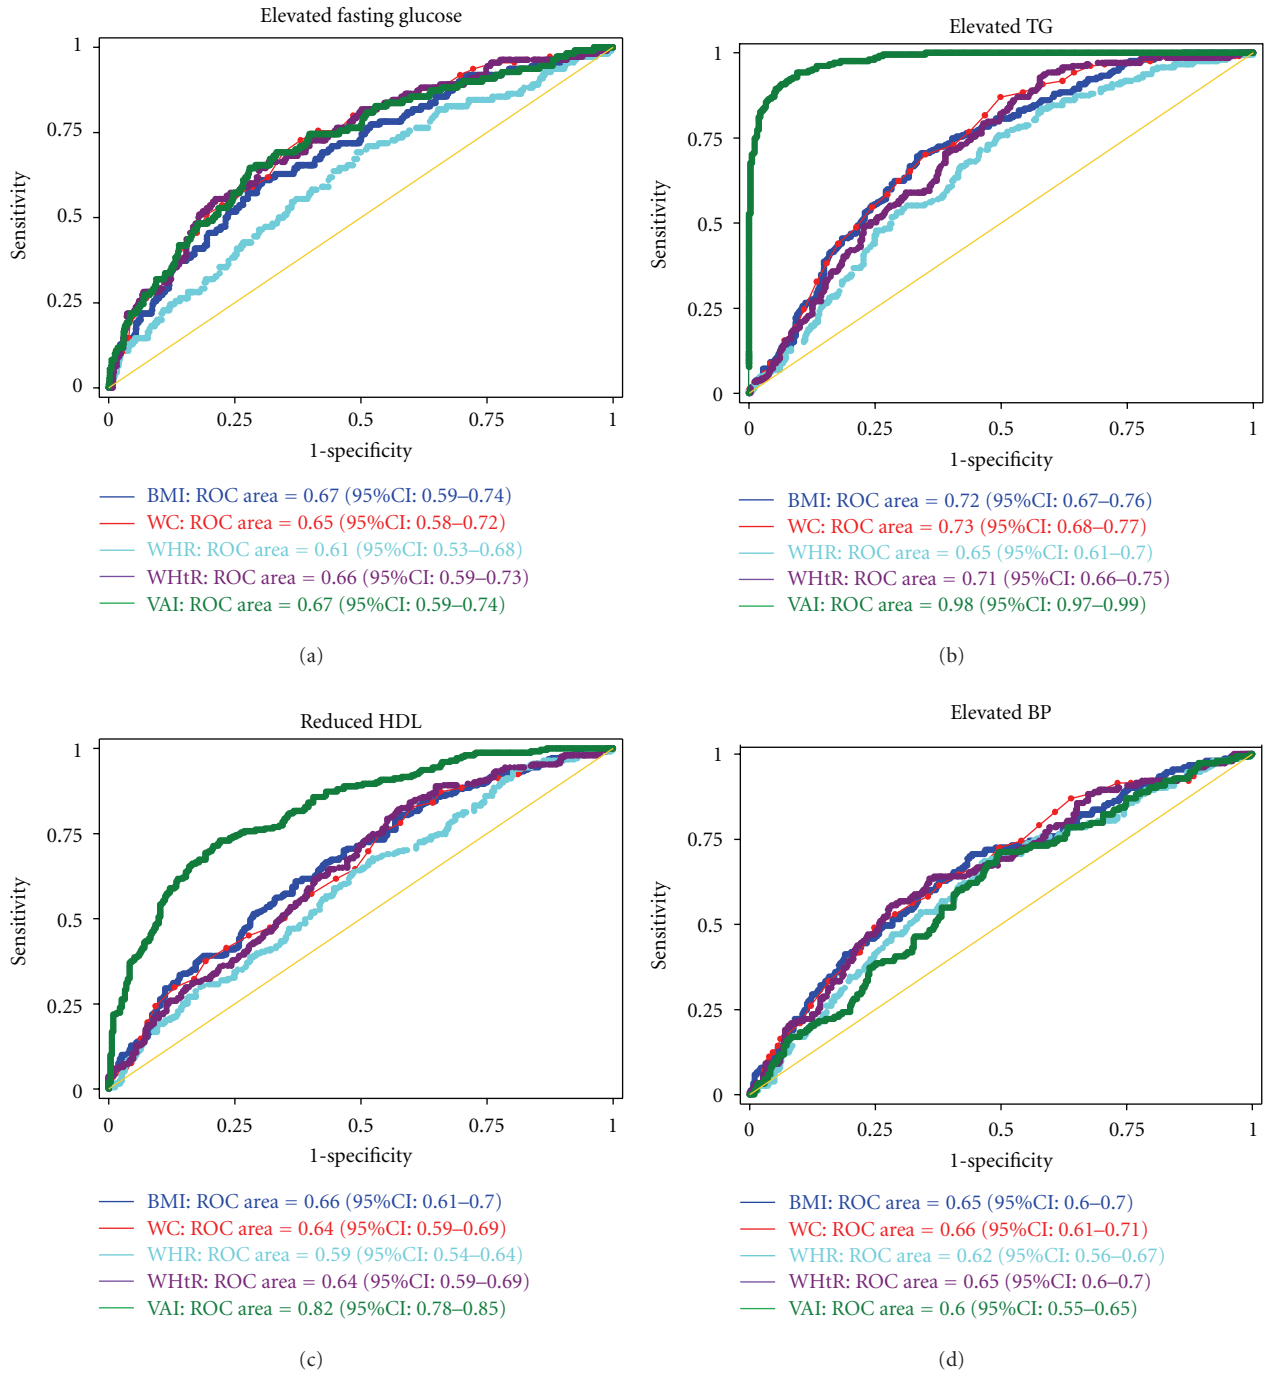 Elevated fasting glucose
1
0.75
0.5
0.25
0
Sensitivity
0 0.25 0.5 0.75 1
1-specificity
BMI: ROC area = 0.67 (95%CI: 0.59–0.74)
WC: ROC area = 0.65 (95%CI: 0.58–0.72)
WHR: ROC area = 0.61 (95%CI: 0.53–0.68)
WHtR: ROC area = 0.66 (95%CI: 0.59–0.73)
VAI: ROC area = 0.67 (95%CI: 0.59–0.74)
(a)
Elevated TG
1
0.75
0.5
0.25
0
Sensitivity
0 0.25 0.5 0.75 1
1-specificity
BMI: ROC area = 0.72 (95%CI: 0.67–0.76)
WC: ROC area = 0.73 (95%CI: 0.68–0.77)
WHR: ROC area = 0.65 (95%CI: 0.61–0.7)
WHtR: ROC area = 0.71 (95%CI: 0.66–0.75)
VAI: ROC area = 0.98 (95%CI: 0.97–0.99)
(b)
Reduced HDL
1
0.75
0.5
0.25
0
Sensitivity
0 0.25 0.5 0.75 1
1-specificity
BMI: ROC area = 0.66 (95%CI: 0.61–0.7)
WC: ROC area = 0.64 (95%CI: 0.59–0.69)
WHR: ROC area = 0.59 (95%CI: 0.54–0.64)
WHtR: ROC area = 0.64 (95%CI: 0.59–0.69)
VAI: ROC area = 0.82 (95%CI: 0.78–0.85)
(c)
Elevated BP
1
0.75
0.5
0.25
0
Sensitivity
0 0.25 0.5 0.75 1
1-specificity
BMI: ROC area = 0.65 (95%CI: 0.6–0.7)
WC: ROC area = 0.66 (95%CI: 0.61–0.71)
WHR: ROC area = 0.62 (95%CI: 0.56–0.67)
WHtR: ROC area = 0.65 (95%CI: 0.6–0.7)
VAI: ROC area = 0.6 (95%CI: 0.55–0.65)
(d)